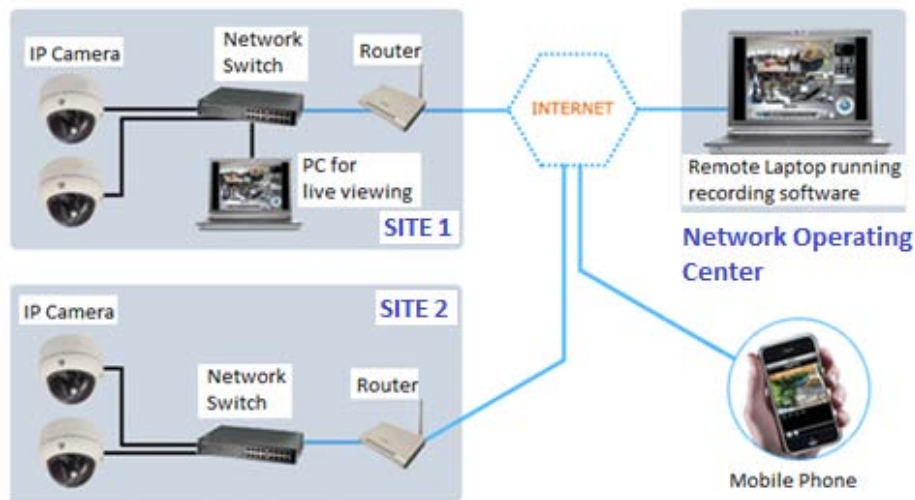 IP Camera
Network
Switch
Router
PC for
live viewing
SITE 1
INTERNET
Remote Laptop running
recording software
Network Operating
Center
IP Camera
SITE 2
Network
Switch
Router
Mobile Phone